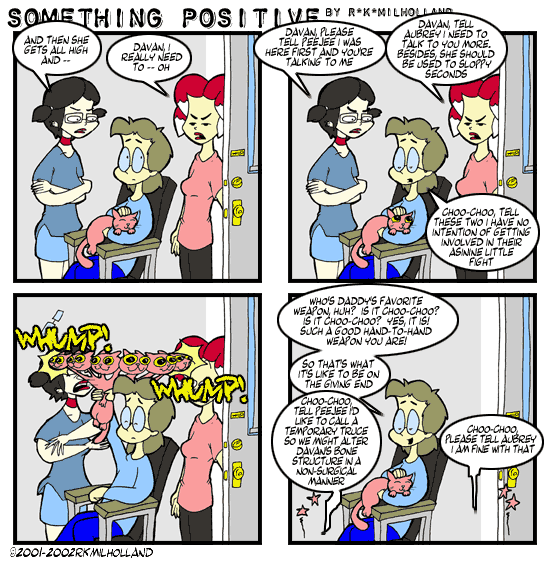 SOMETHING POSITIVE BY R*K*MILHOLLAND
AND THEN SHE
GETS ALL HIGH
AND --
DAVAN, I
REALLY NEED
TO -- OH
DAVAN, PLEASE
TELL PEEJEE I WAS
HERE FIRST AND YOU'RE
TALKING TO ME
DAVAN, TELL
AUBREY I NEED TO
TALK TO YOU MORE.
BESIDES, SHE SHOULD
BE USED TO SLOPPY
SECONDS
CHOO-CHOO, TELL
THESE TWO I HAVE NO
INTENTION OF GETTING
INVOLVED IN THEIR
ASININE LITTLE
FIGHT
WHUMP!
WHUMP!
WHO'S DADDY'S FAVORITE
WEAPON, HUH? IS IT CHOO-CHOO?
IS IT CHOO-CHOO? YES, IT IS!
SUCH A GOOD HAND-TO-HAND
WEAPON YOU ARE!
SO THAT'S WHAT
IT'S LIKE TO BE ON
THE GIVING END
CHOO-CHOO,
TELL PEEJEE I'D
LIKE TO CALL A
TEMPORARY TRUCE
SO WE MIGHT ALTER
DAVAN'S BONE
STRUCTURE IN A
NON-SURGICAL
MANNER
CHOO-CHOO,
PLEASE TELL AUBREY
I AM FINE WITH THAT
©2001-2002RKMILHOLLAND